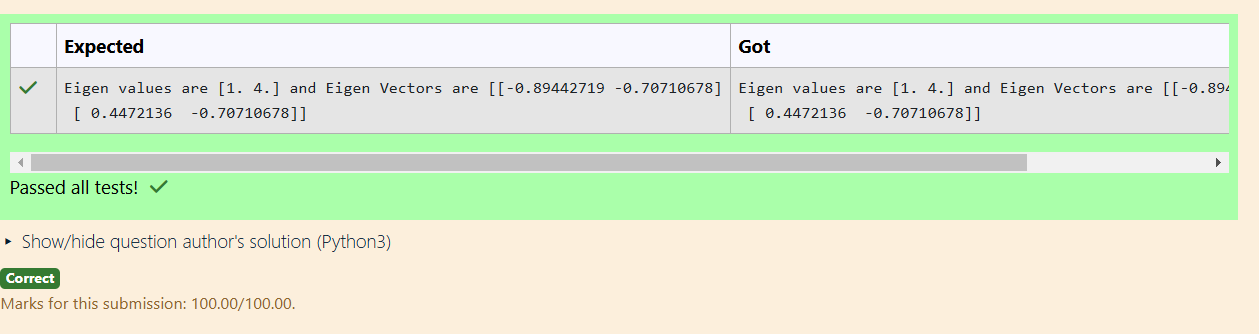 Expected Got
Eigen values are [1. 4.] and Eigen Vectors are [[-0.89442719 -0.70710678] Eigen values are [1. 4.] and Eigen Vectors are [[-0.894
[ 0.4472136  -0.70710678]] [ 0.4472136  -0.70710678]]
Passed all tests!
Show/hide question author's solution (Python3)
Correct
Marks for this submission: 100.00/100.00.